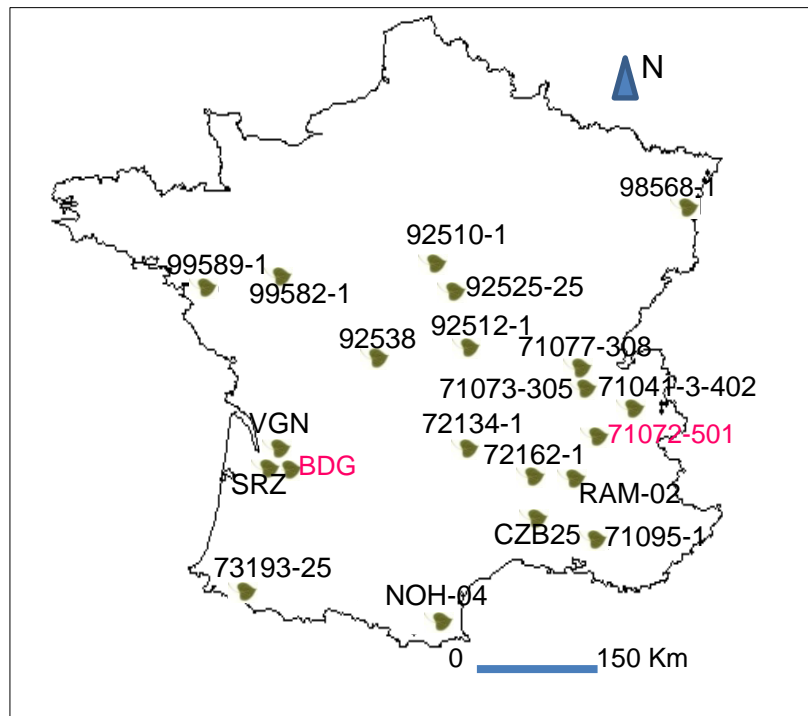 N
98568-1
92510-1
99589-1
99582-1
92525-25
92512-1
92538
71077-308
71073-305
71041-3-402
VGN
72134-1
71072-501
BDG
72162-1
SRZ
RAM-02
CZB25
71095-1
73193-25
NOH-04
0
150 Km